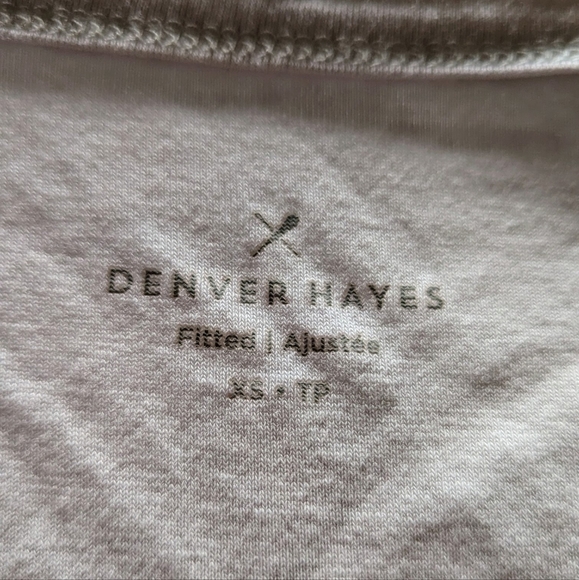 DENVER HAYES
Fitted | Ajustée
XS • TP